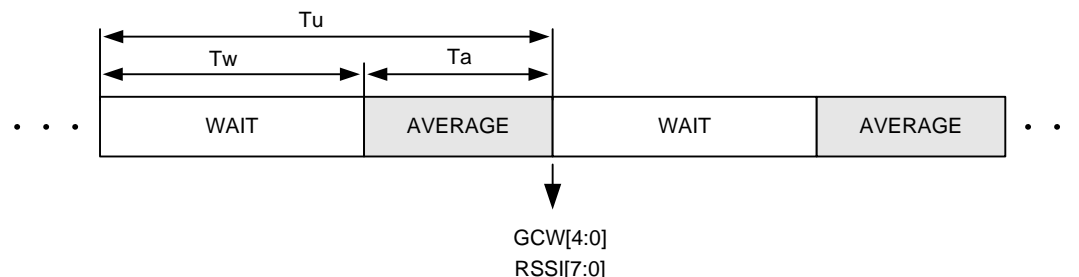 Tu
Tw Ta
. . . WAIT AVERAGE WAIT AVERAGE . .
GCW[4:0]
RSSI[7:0]